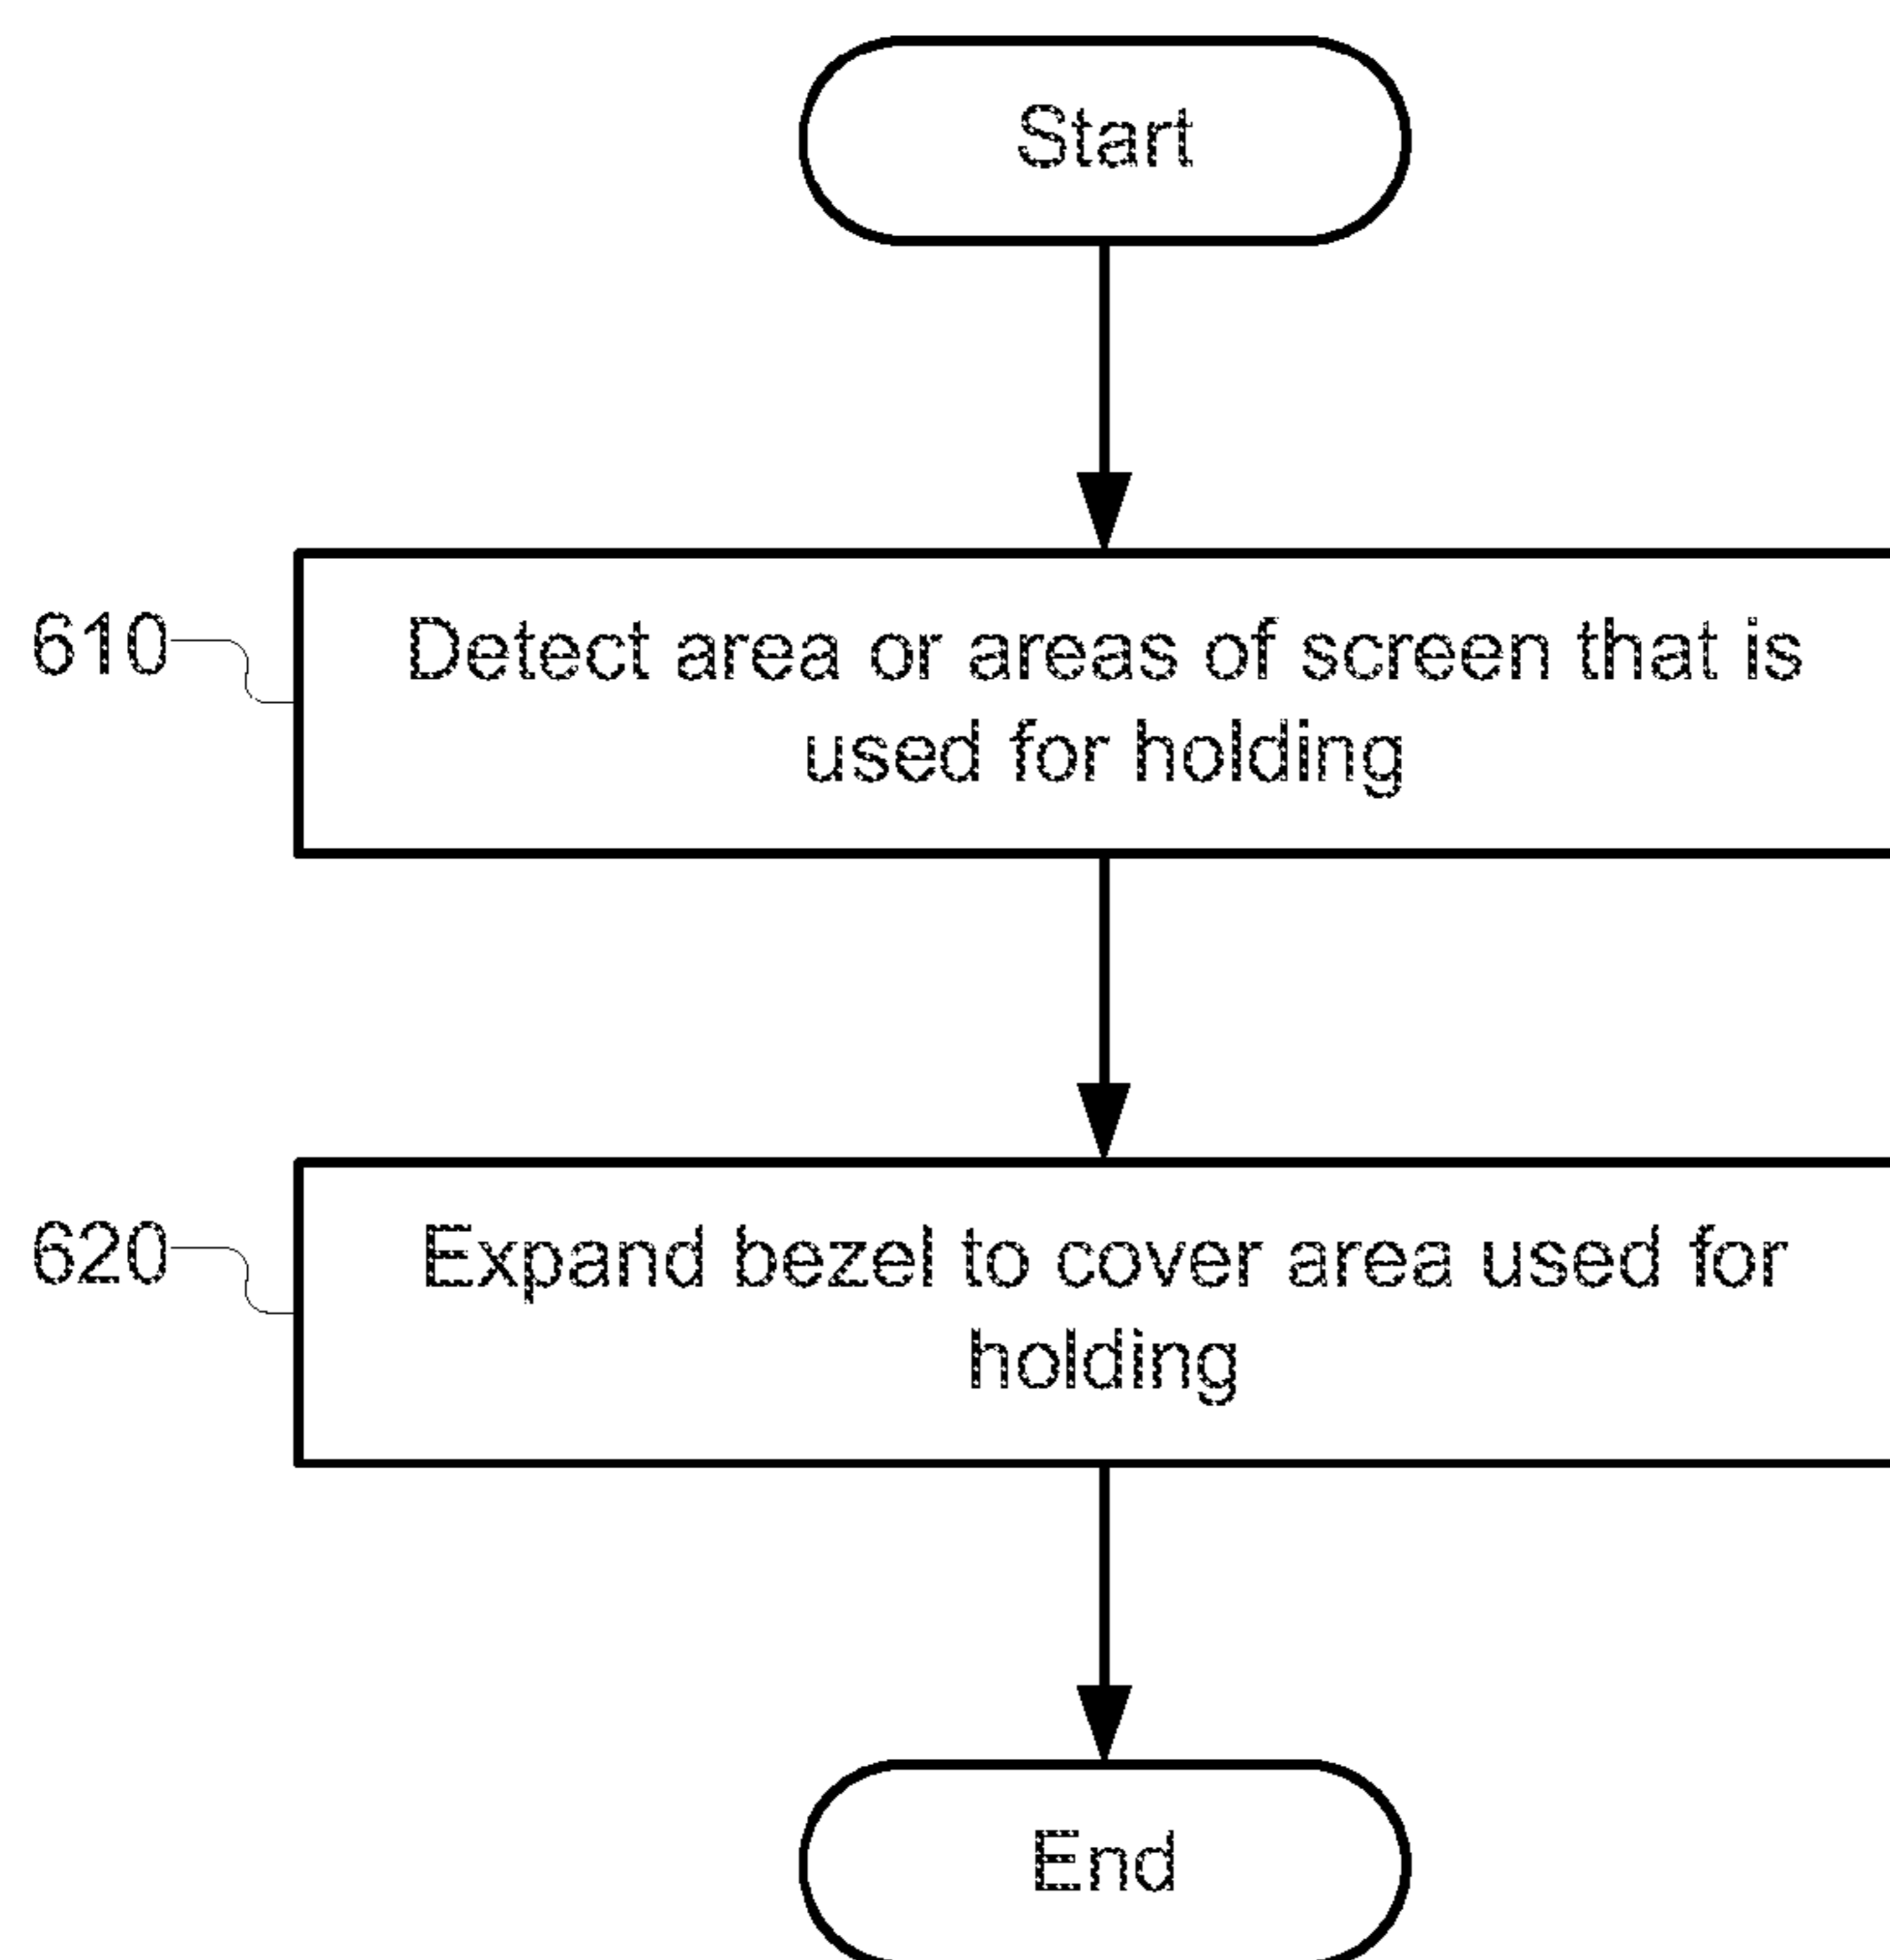 Start
610
Detect area or areas of screen that is
used for holding
620
Expand bezel to cover area used for
holding
End